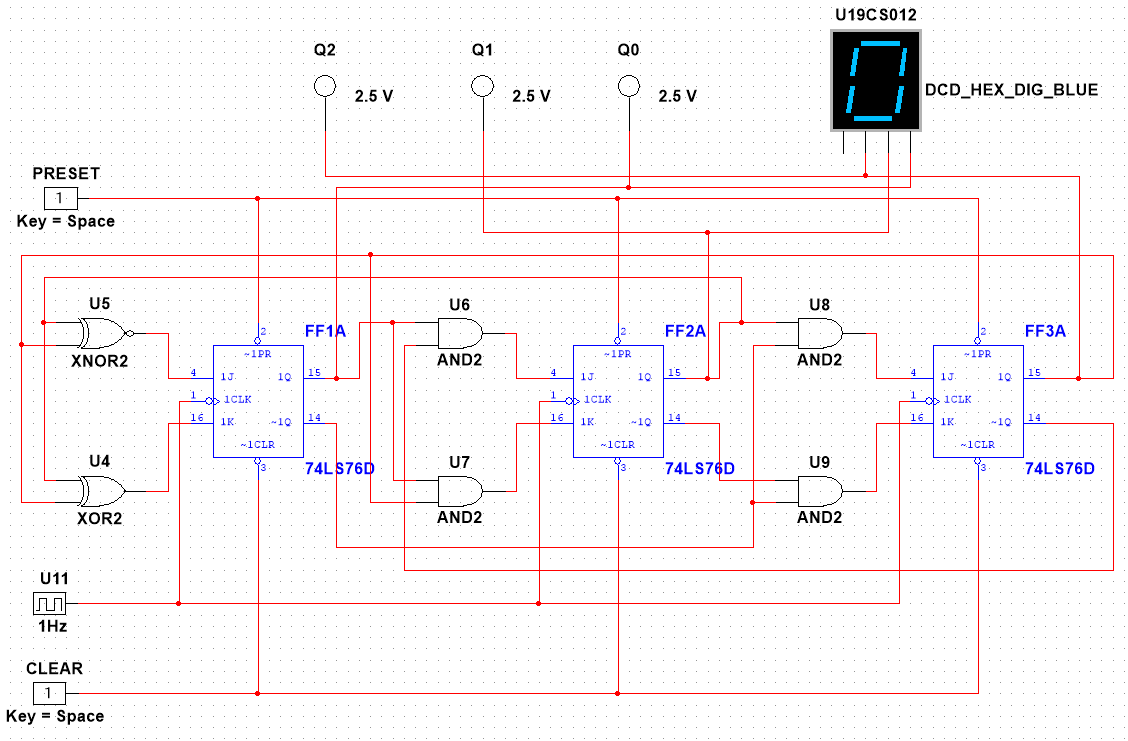 U19CS012
Q2
Q1
Q0
2.5 V
2.5 V
2.5 V
DCD_HEX_DIG_BLUE
0
PRESET
1
Key = Space
U5
XNOR2
U6
AND2
U8
AND2
FF1A
2
~1PR
4
1J
1Q
15
1
1CLK
16
1K
~1Q
14
~1CLR
3
74LS76D
FF2A
2
~1PR
4
1J
1Q
15
1
1CLK
16
1K
~1Q
14
~1CLR
3
74LS76D
FF3A
2
~1PR
4
1J
1Q
15
1
1CLK
16
1K
~1Q
14
~1CLR
3
74LS76D
U4
XOR2
U7
AND2
U9
AND2
U11
1Hz
CLEAR
1
Key = Space